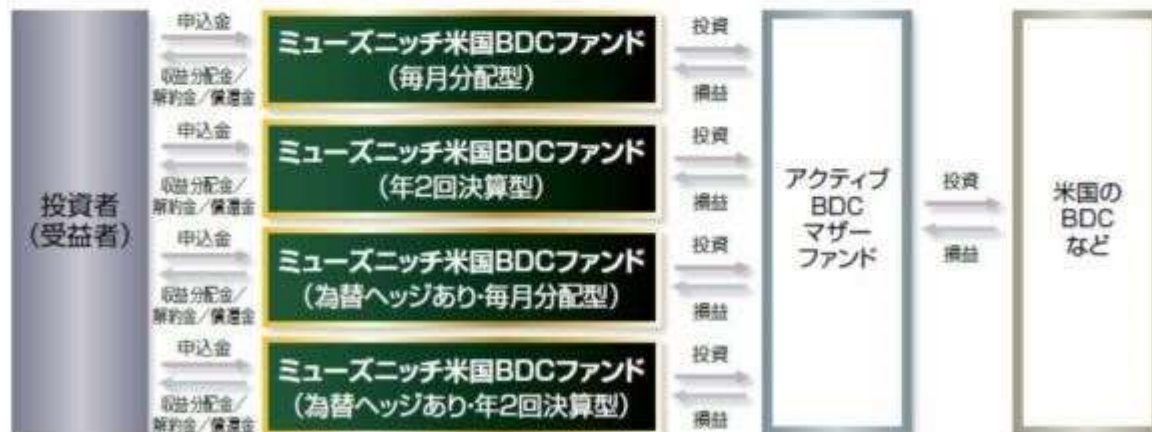 投資者
(受益者)
申込金
収益分配金／
解約金／償還金
ミューズニッチ米国BDCファンド
(毎月分配型)
投資
損益
申込金
収益分配金／
解約金／償還金
ミューズニッチ米国BDCファンド
(年2回決算型)
投資
損益
申込金
収益分配金／
解約金／償還金
ミューズニッチ米国BDCファンド
(為替ヘッジあり・毎月分配型)
投資
損益
申込金
収益分配金／
解約金／償還金
ミューズニッチ米国BDCファンド
(為替ヘッジあり・年2回決算型)
投資
損益
アクティブ
BDC
マザー
ファンド
投資
損益
米国の
BDC
など